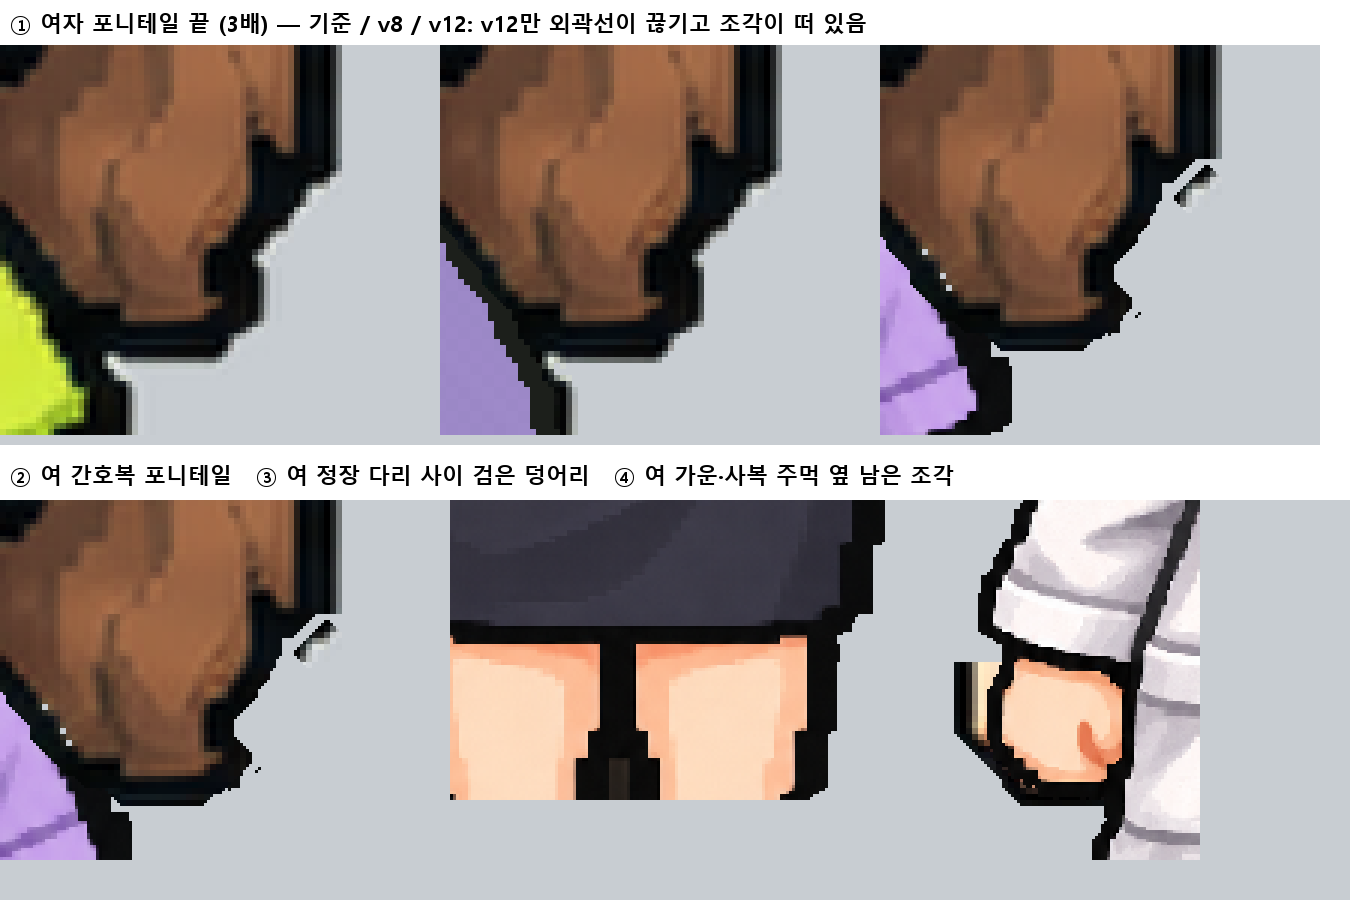 ① 여자 포니테일 끝 (3배) — 기준 / v8 / v12: v12만 외곽선이 끊기고 조각이 떠 있음
② 여 간호복 포니테일 ③ 여 정장 다리 사이 검은 덩어리 ④ 여 가운·사복 주먹 옆 남은 조각